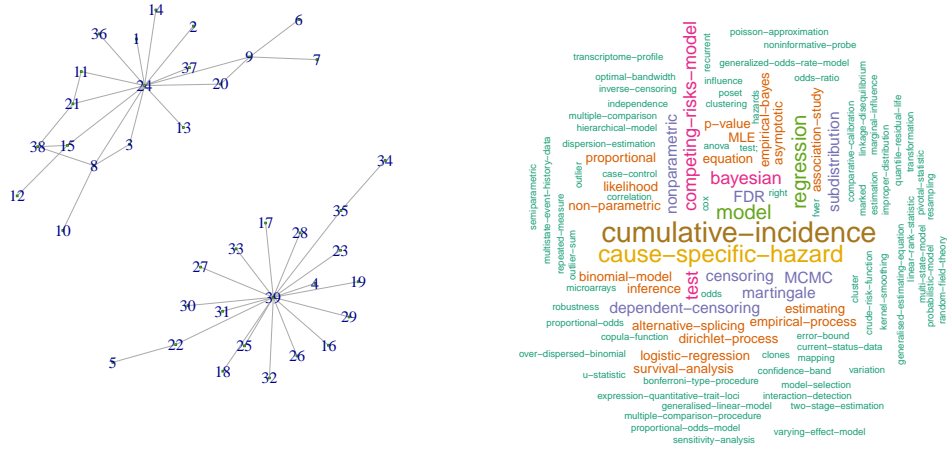 14
2
6
36
1
9
7
11
37
24
20
21
13
38
15
3
8
12
10
34
35
17
28
33
23
27
4
19
39
30
31
29
22
25
16
5
18
26
32
poisson−approximation
noninformative−probe
transcriptome−profile
recurrent
competing−risks−model
generalized−odds−rate−model
optimal−bandwidth
influence
odds−ratio
inverse−censoring
poset
hazards
empirical−bayes
independence
clustering
asymptotic
association−study
linkage−disequilibrium
marginal−influence
quantile−residual−life
transformation
multiple−comparison
hierarchical−model
p−value
MLE
anova
test,
regression
subdistribution
comparative−calibration
improper−distribution
dispersion−estimation
nonparametric
proportional
equation
semiparametric
multistate−event−history−data
outlier
case−control
bayesian
likelihood
correlation
FDR
right
cox
fwer
marked
estimation
pivotal−statistic
resampling
non−parametric
model
repeated−measure
outlier−sum
cumulative−incidence
cause−specific−hazard
linear−rank−statistic
multi−state−model
probabilistic−model
random−field−theory
binomial−model
test
censoring
MCMC
cluster
crude−risk−function
kernel−smoothing
generalised−estimating−equation
microarrays
inference
odds
martingale
robustness
dependent−censoring
estimating
proportional−odds
alternative−splicing
empirical−process
copula−function
dirichlet−process
error−bound
current−status−data
over−dispersed−binomial
logistic−regression
clones
mapping
survival−analysis
confidence−band
variation
u−statistic
bonferroni−type−procedure
model−selection
expression−quantitative−trait−loci
interaction−detection
generalised−linear−model
two−stage−estimation
multiple−comparison−procedure
proportional−odds−model
varying−effect−model
sensitivity−analysis